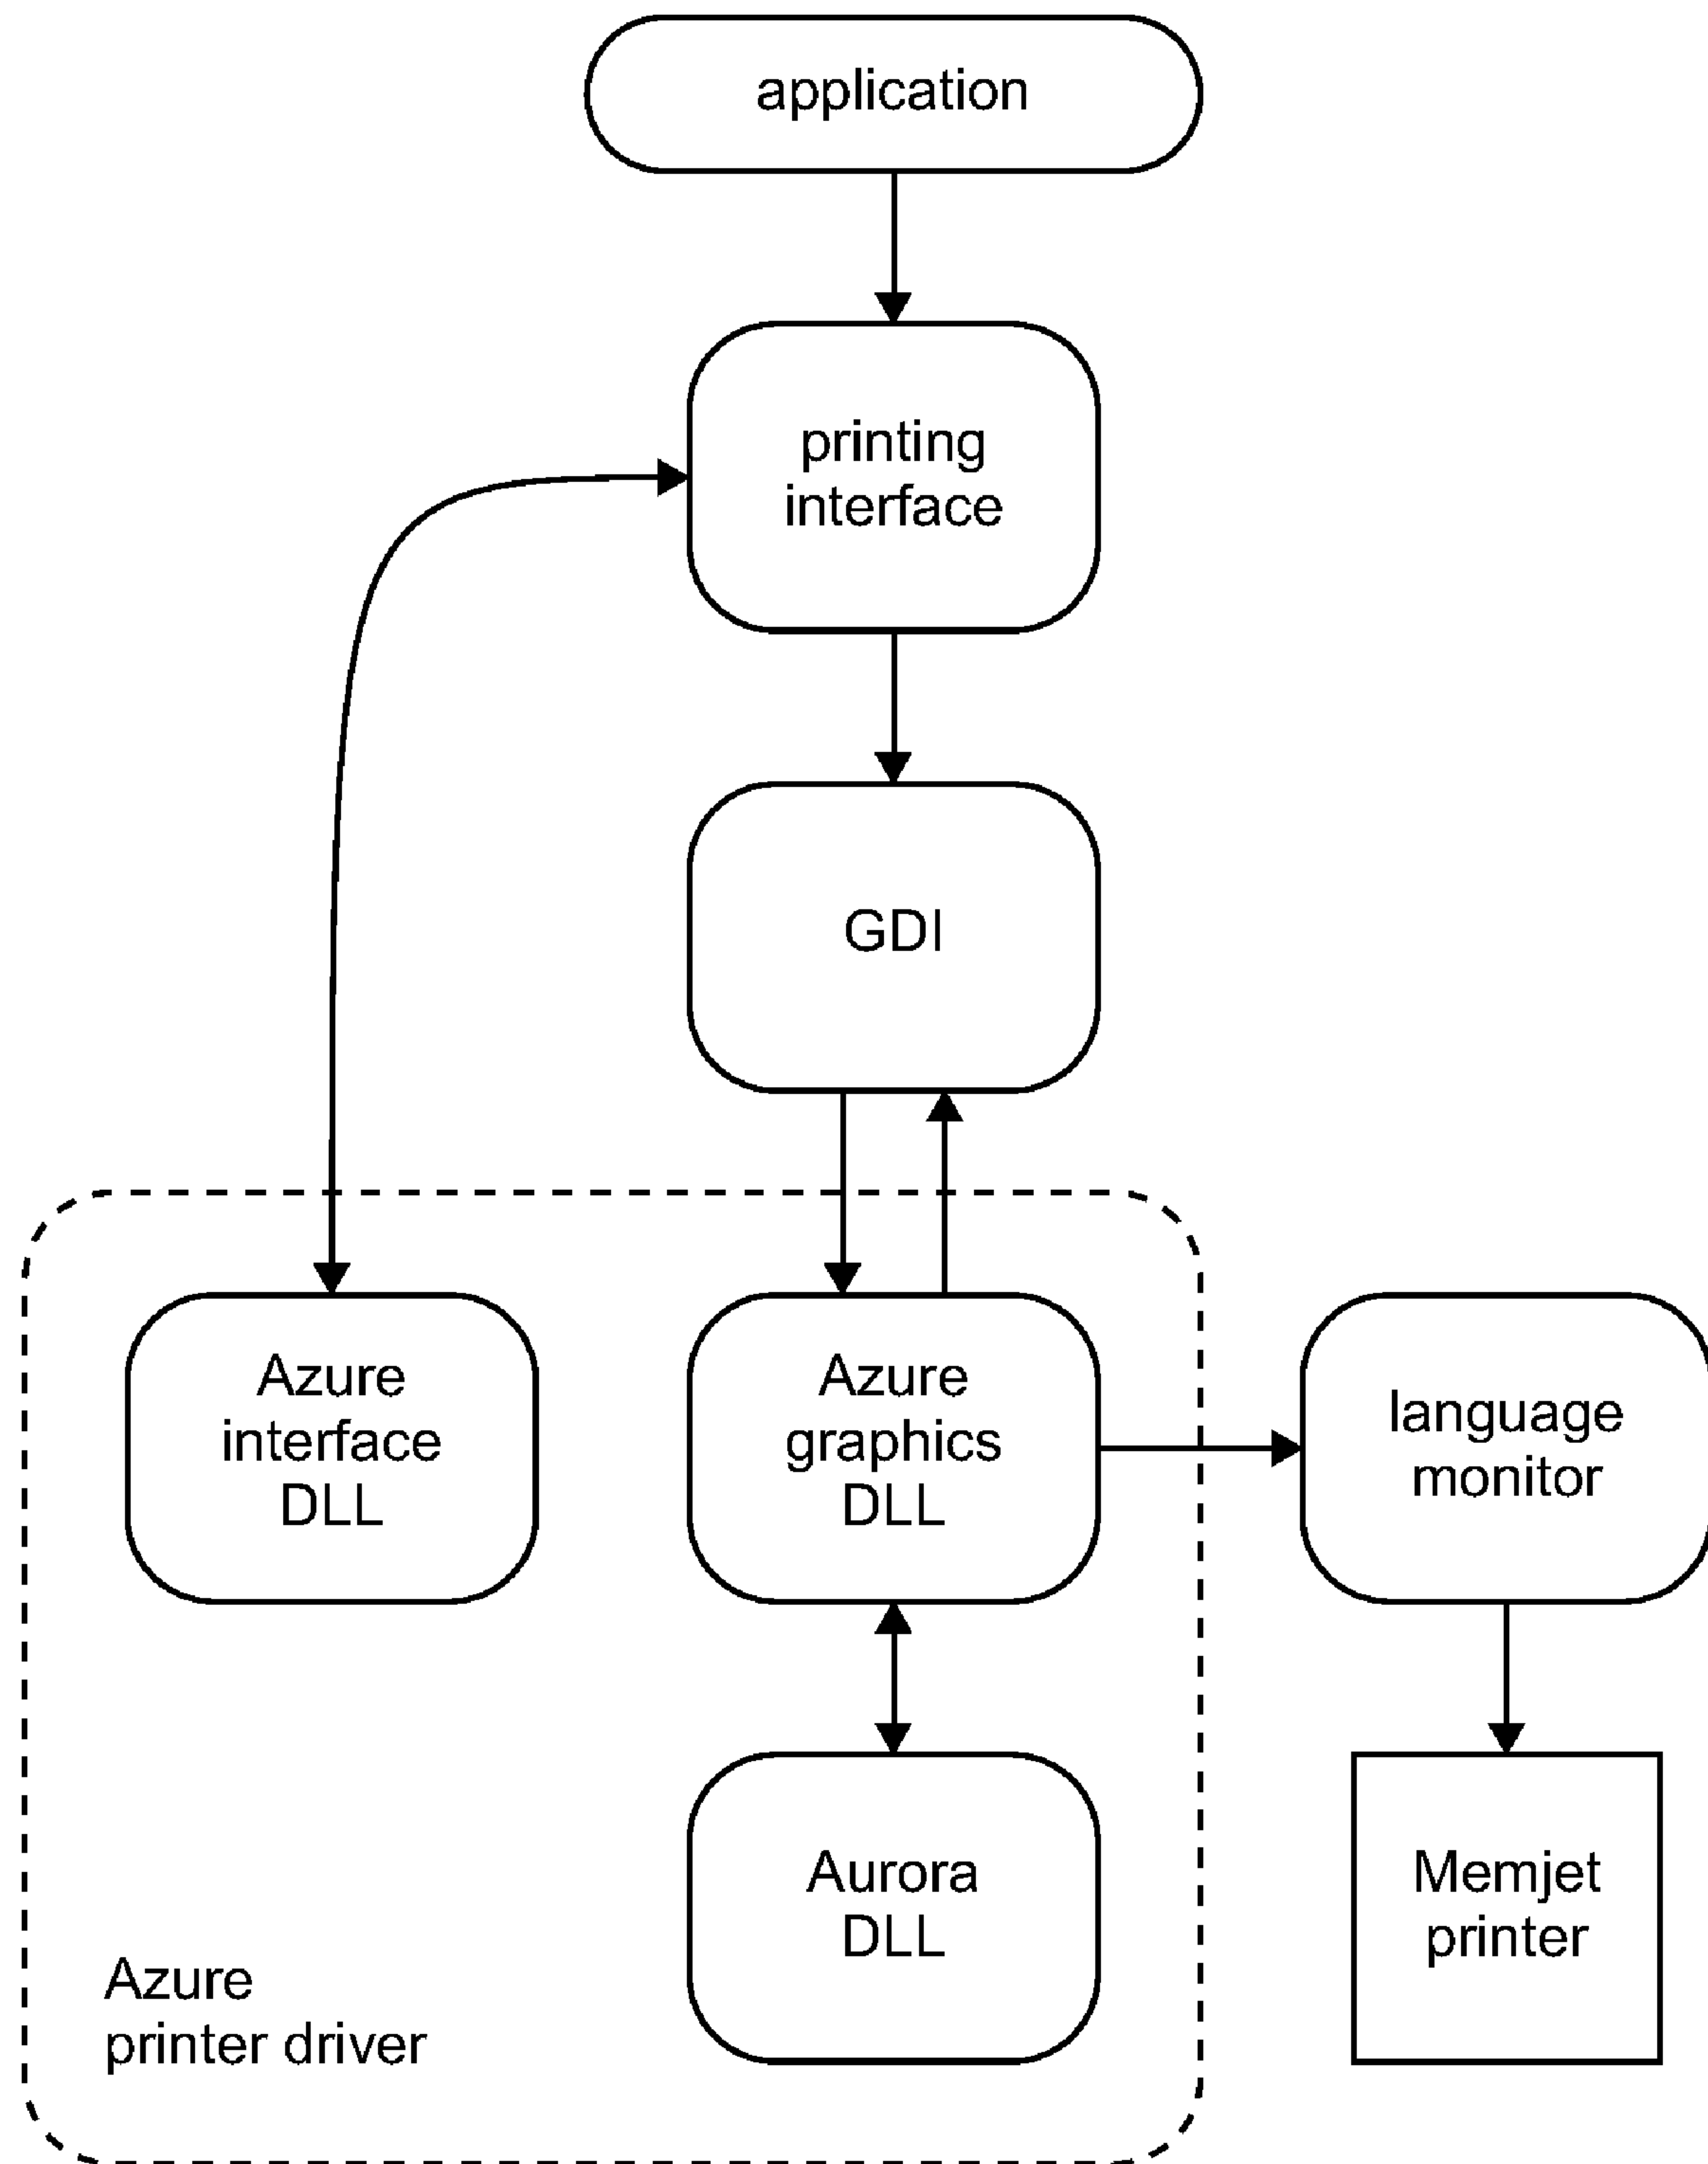 application
printing
interface
GDI
Azure
interface
DLL
Azure
graphics
DLL
language
monitor
Aurora
DLL
Memjet
printer
Azure
printer driver